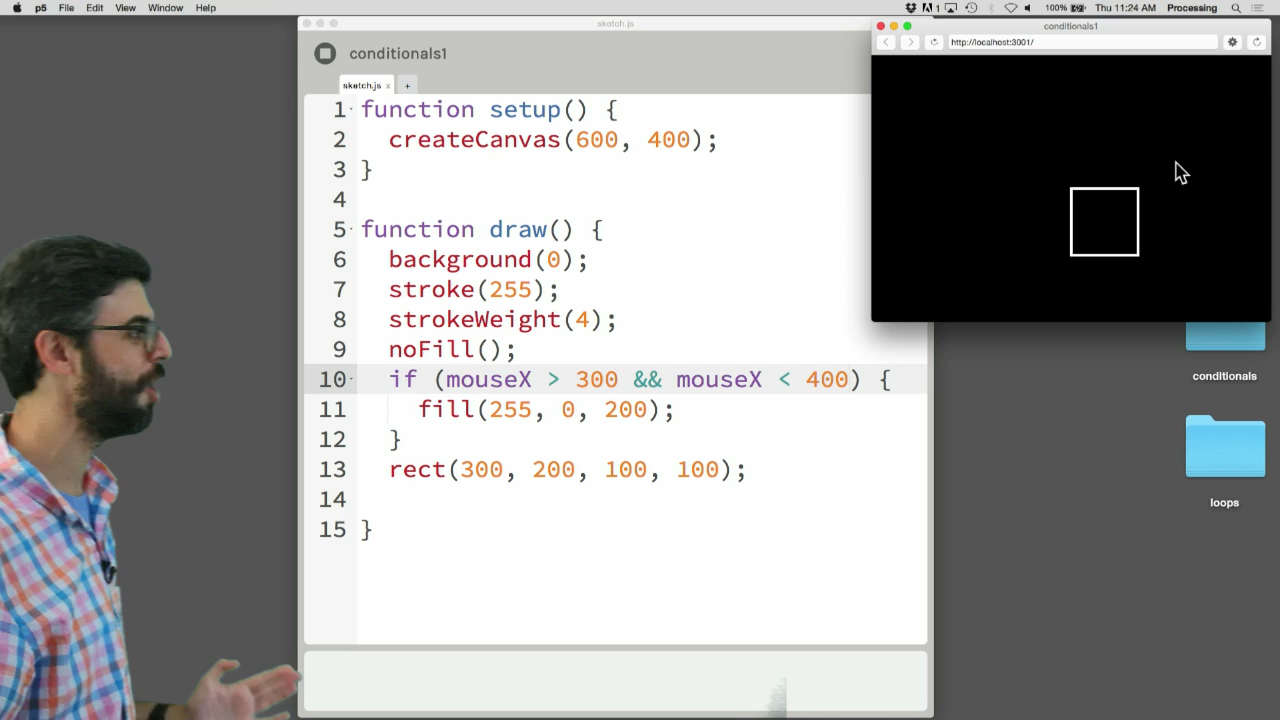 p5 File Edit View Window Help
1 100% Thu 11:24 AM Processing
sketch.js
conditionals1
sketch.js x +
1 function setup() {
2 createCanvas(600, 400);
3 }
4
5 function draw() {
6 background(0);
7 stroke(255);
8 strokeWeight(4);
9 noFill();
10 if (mouseX > 300 && mouseX < 400) {
11 fill(255, 0, 200);
12 }
13 rect(300, 200, 100, 100);
14
15 }
conditionals1
http://localhost:3001/
conditionals
loops